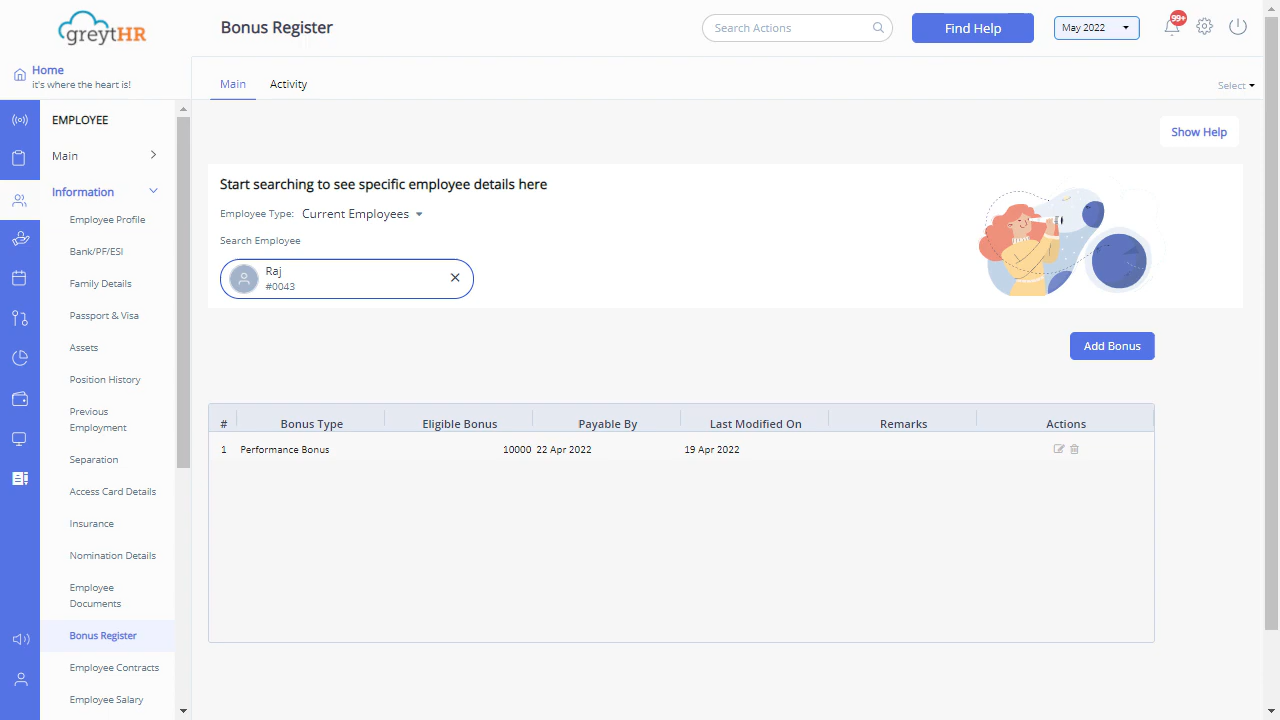 greytHR
Bonus Register
Search Actions
Find Help
May 2022
99+
Home
it's where the heart is!
Main
Activity
Select
EMPLOYEE
Main
Information
Employee Profile
Bank/PF/ESI
Family Details
Passport & Visa
Assets
Position History
Previous
Employment
Separation
Access Card Details
Insurance
Nomination Details
Employee
Documents
Bonus Register
Employee Contracts
Employee Salary
Show Help
Start searching to see specific employee details here
Employee Type: Current Employees
Search Employee
Raj
#0043
Add Bonus
# Bonus Type Eligible Bonus Payable By Last Modified On Remarks Actions
1 Performance Bonus 10000 22 Apr 2022 19 Apr 2022